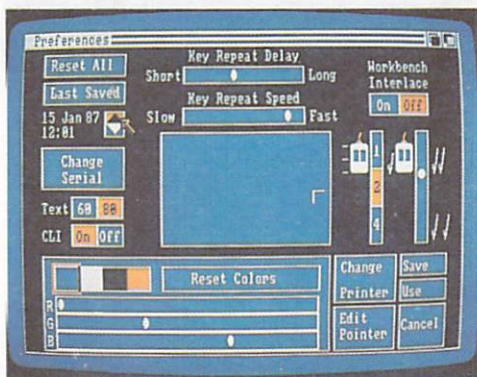 Preferences
Reset All
Last Saved
15 Jan 87
12:01
Change
Serial
Text 60 80
CLI On Off
Key Repeat Delay
Short Long
Key Repeat Speed
Slow Fast
Workbench
Interlace
On Off
1
2
4
Reset Colors
R
G
B
Change
Printer
Edit
Pointer
Save
Use
Cancel